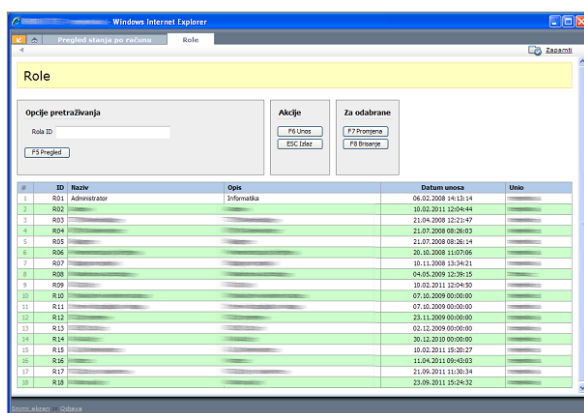 - Windows Internet Explorer
Pregled stanja po računu Role
Zapamti
Role
Opcije pretraživanja
Rola ID
F5 Pregled
Akcije
F6 Unos
ESC Izlaz
Za odabrane
F7 Promjena
F8 Brisanje
# ID Naziv Opis Datum unosa Unio
1 R01 Administrator Informatika 06.02.2008 14:13:14
2 R02 10.02.2011 12:04:44
3 R03 21.04.2008 12:21:47
4 R04 21.07.2008 08:26:03
5 R05 21.07.2008 08:26:14
6 R06 20.10.2008 11:07:06
7 R07 10.11.2008 13:34:21
8 R08 04.05.2009 12:39:15
9 R09 10.02.2011 12:04:50
10 R10 07.10.2009 00:00:00
11 R11 07.10.2009 00:00:00
12 R12 23.11.2009 00:00:00
13 R13 02.12.2009 00:00:00
14 R14 30.12.2010 00:00:00
15 R15 10.02.2011 15:20:27
16 R16 11.04.2011 09:43:03
17 R17 21.09.2011 11:30:34
18 R18 23.09.2011 15:24:32
ekran :: Odjava